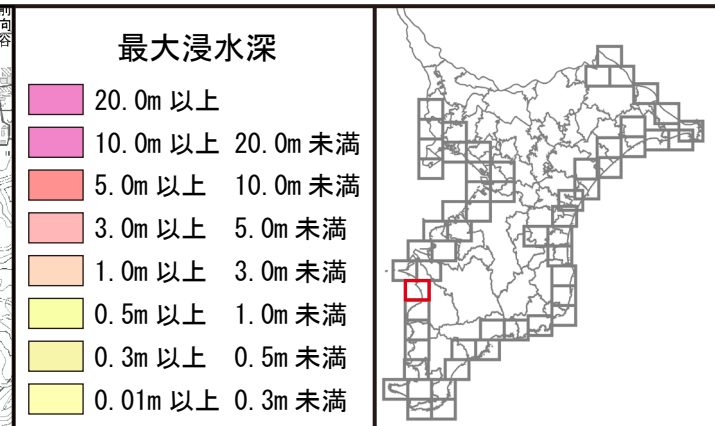 前向谷
最大浸水深
20.0m 以上
10.0m 以上 20.0m 未満
5.0m 以上 10.0m 未満
3.0m 以上 5.0m 未満
1.0m 以上 3.0m 未満
0.5m 以上 1.0m 未満
0.3m 以上 0.5m 未満
0.01m 以上 0.3m 未満